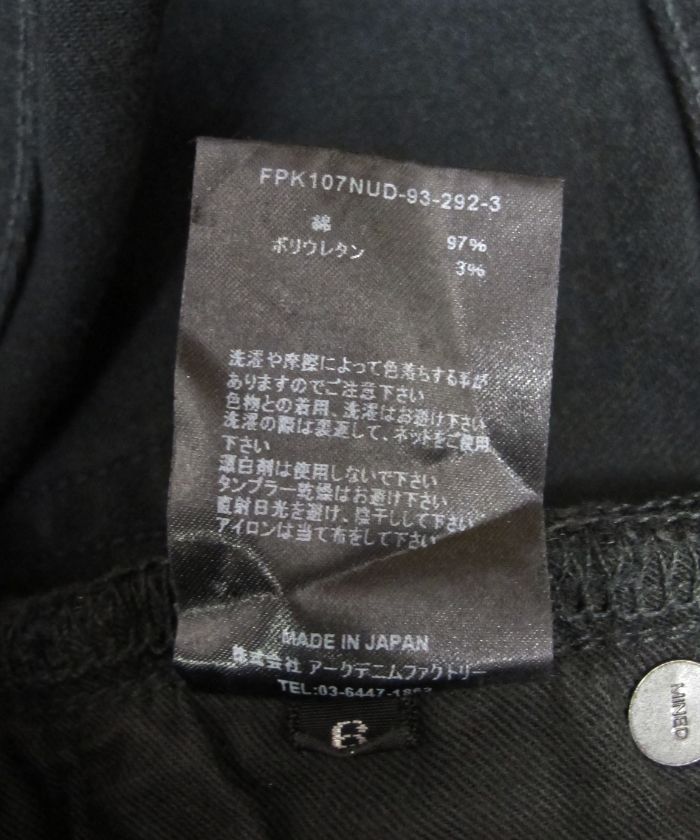 FPK107NUD-93-292-3
綿 97%
ポリウレタン 3%
洗濯や摩擦によって色落ちする事が
ありますのでご注意下さい
色物との着用、洗濯はお避け下さい
洗濯の際は裏返して、ネットをご使用
下さい
漂白剤は使用しないで下さい
タンブラー乾燥はお避け下さい
直射日光を避け、陰干しして下さい
アイロンは当て布をして下さい
MADE IN JAPAN
株式会社 アークデニムファクトリー
TEL:03-6447-1863
6
MINED